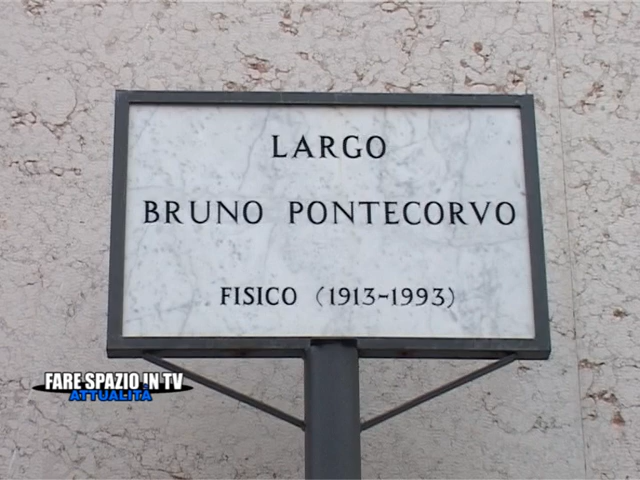 LARGO
BRUNO PONTECORVO
FISICO (1913-1993)
FARE SPAZIO IN TV
ATTUALITÀ